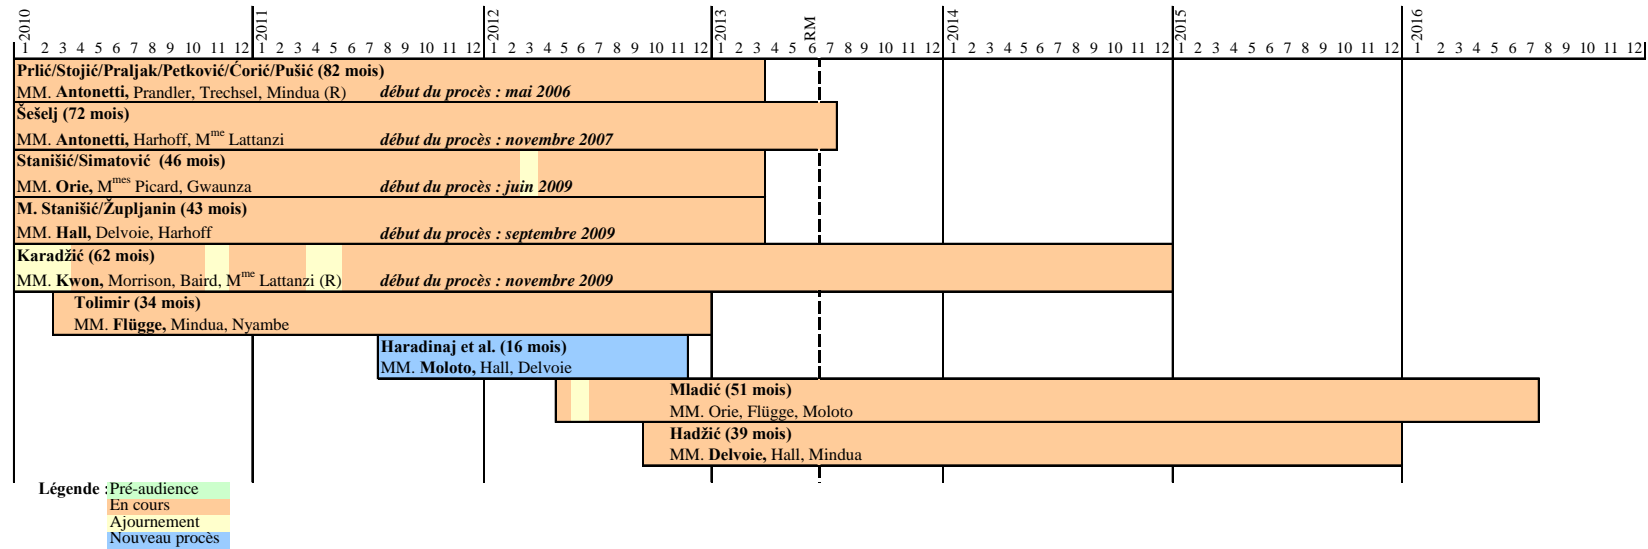 2010 2011 2012 2013 RM 2014 2015 2016
1 2 3 4 5 6 7 8 9 10 11 12 1 2 3 4 5 6 7 8 9 10 11 12 1 2 3 4 5 6 7 8 9 10 11 12 1 2 3 4 5 6 7 8 9 10 11 12 1 2 3 4 5 6 7 8 9 10 11 12 1 2 3 4 5 6 7 8 9 10 11 12 1 2 3 4 5 6 7 8 9 10 11 12
Prlić/Stojić/Praljak/Petković/Ćorić/Pušić (82 mois)
MM. Antonetti, Prandler, Trechsel, Mindua (R) début du procès : mai 2006
Šešelj (72 mois)
MM. Antonetti, Harhoff, Mme Lattanzi début du procès : novembre 2007
Stanišić/Simatović (46 mois)
MM. Orie, Mmes Picard, Gwaunza début du procès : juin 2009
M. Stanišić/Župljanin (43 mois)
MM. Hall, Delvoie, Harhoff début du procès : septembre 2009
Karadžić (62 mois)
MM. Kwon, Morrison, Baird, Mme Lattanzi (R) début du procès : novembre 2009
Tolimir (34 mois)
MM. Flügge, Mindua, Nyambe
Haradinaj et al. (16 mois)
MM. Moloto, Hall, Delvoie
Mladić (51 mois)
MM. Orie, Flügge, Moloto
Hadžić (39 mois)
MM. Delvoie, Hall, Mindua
Légende : Pré-audience
En cours
Ajournement
Nouveau procès